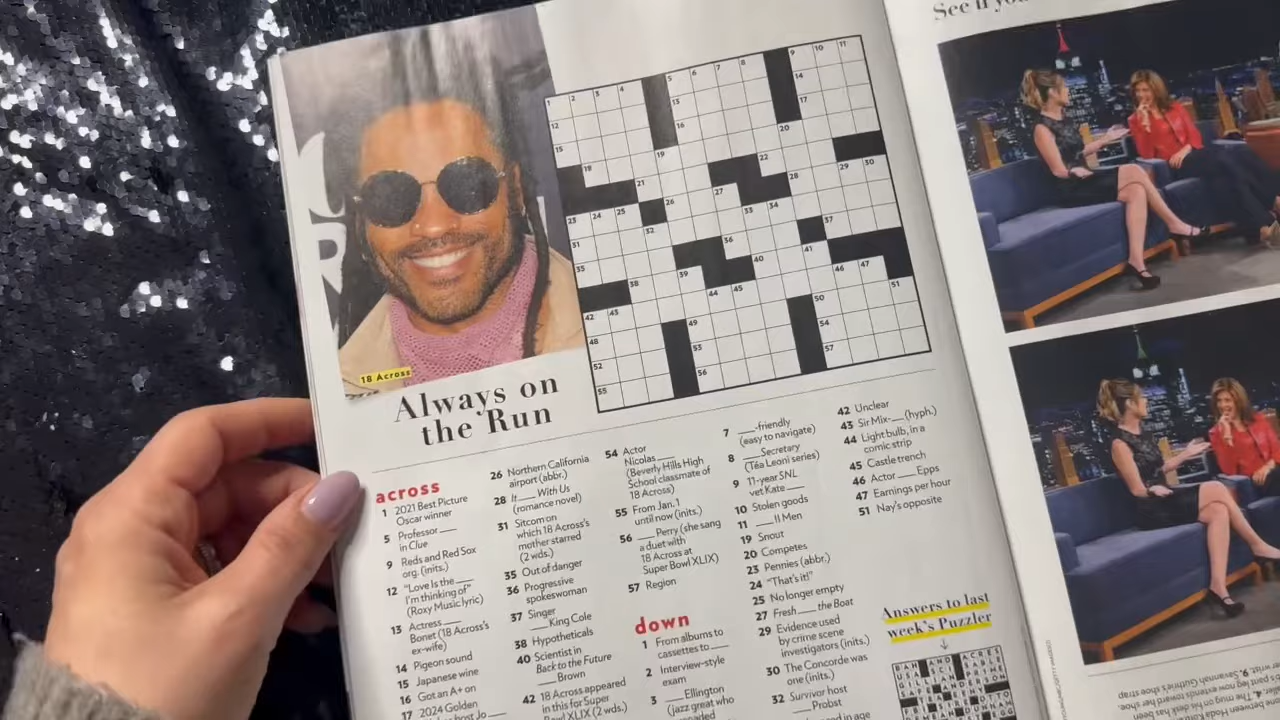 See if you
18 Across
Always on
the Run
across
1 2021 Best Picture
Oscar winner
5 Professor ___
in Clue
9 Reds and Red Sox
org. (inits.)
12 "Love Is the ___
I'm thinking of"
(Roxy Music lyric)
13 Actress ___
Bonet (18 Across's
ex-wife)
14 Pigeon sound
15 Japanese wine
16 Got an A+ on
17 2024 Golden
host Jo
26 Northern California
airport (abbr.)
28 It ___ With Us
(romance novel)
31 Sitcom on
which 18 Across's
mother starred
(2 wds.)
35 Out of danger
36 Progressive
spokeswoman
37 Singer
___ King Cole
38 Hypotheticals
40 Scientist in
Back to the Future
___ Brown
42 18 Across appeared
in this for Super
Bowl XLIX (2 wds.)
54 Actor
Nicolas ___
(Beverly Hills High
School classmate of
18 Across)
55 From Jan. 1
until now (inits.)
56 ___ Perry (she sang
a duet with
18 Across at
Super Bowl XLIX)
57 Region
down
1 From albums to
cassettes to ___
2 Interview-style
exam
3 ___ Ellington
(jazz great who
7 ___-friendly
(easy to navigate)
8 ___ Secretary
(Téa Leoni series)
9 11-year SNL
vet Kate ___
10 Stolen goods
11 ___ II Men
19 Snout
20 Competes
23 Pennies (abbr.)
24 "That's it!"
25 No longer empty
27 Fresh ___ the Boat
29 Evidence used
by crime scene
investigators (inits.)
30 The Concorde was
one (inits.)
32 Survivor host
___ Probst
42 Unclear
43 Sir Mix-___ (hyph.)
44 Light bulb, in a
comic strip
45 Castle trench
46 Actor ___ Epps
47 Earnings per hour
51 Nay's opposite
Answers to last
week's Puzzler